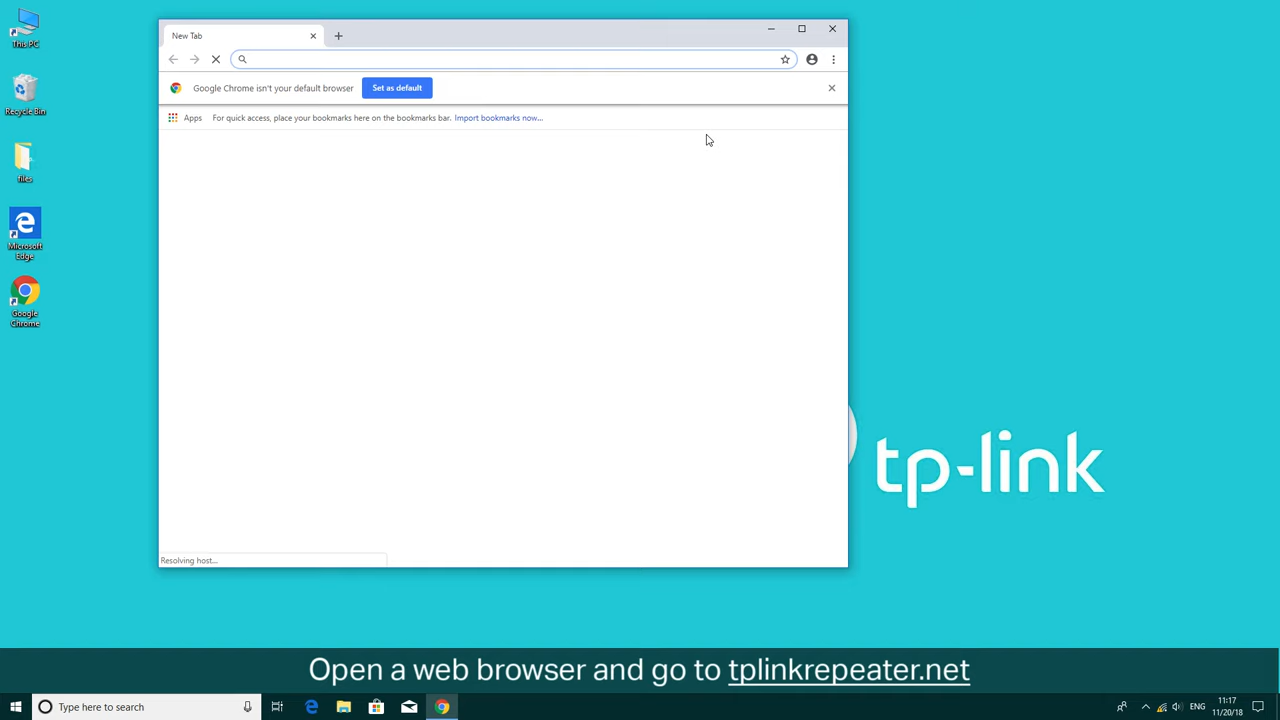 This PC
Recycle Bin
files
Microsoft
Edge
Google
Chrome
New Tab
Google Chrome isn't your default browser
Set as default
Apps
For quick access, place your bookmarks here on the bookmarks bar. Import bookmarks now...
Resolving host...
tp-link
Open a web browser and go to tplinkrepeater.net
Type here to search
ENG
11:17
11/20/18